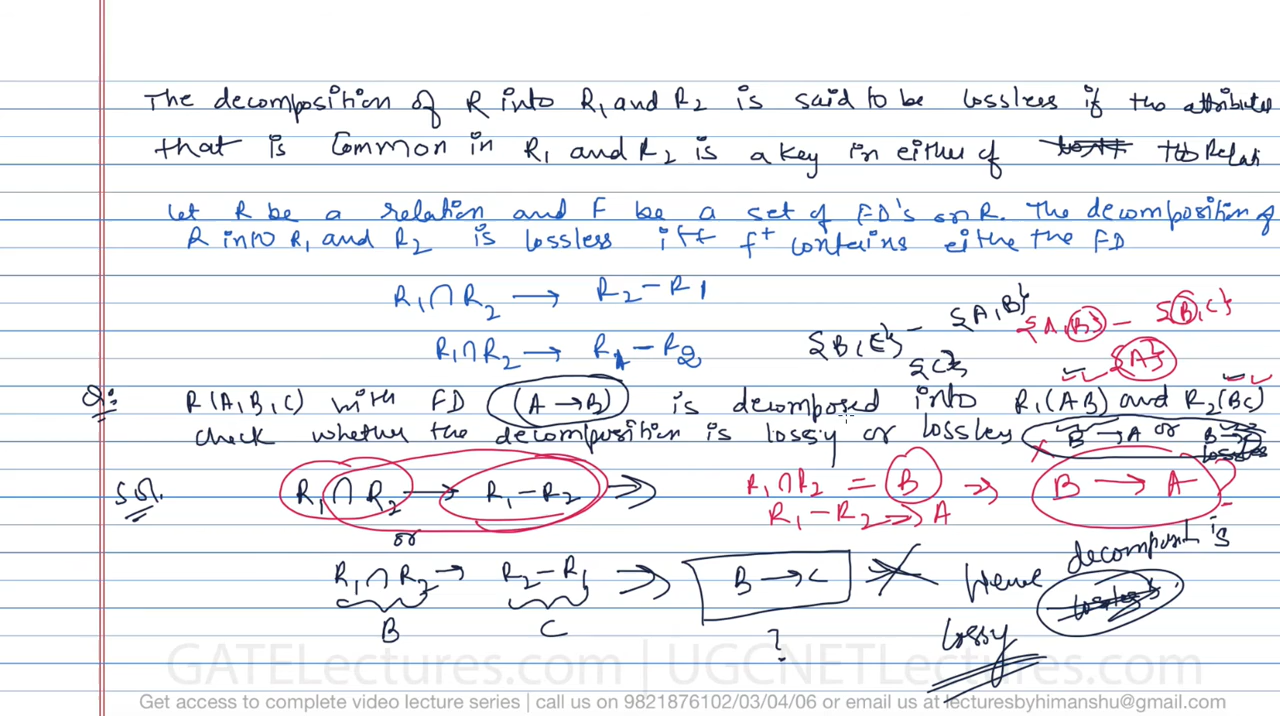 The decomposition of R into R1 and R2 is said to be lossless if the attributes
that is Common in R1 and R2 is a key in either of the Relati
Let R be a relation and F be a set of FD's on R. The decomposition of
R into R1 and R2 is lossless iff f+ contains eithe the FD
R1 ∩ R2 → R2 − R1
R1 ∩ R2 → R1 − R2
{B, C} − {A, B}
{C}
{A, B} − {B, C}
{A}
Q: R(A, B, C) with FD (A → B) is decomposed into R1(AB) and R2(BC)
check whether the decomposition is lossy or lossley B → A or B →
Sol. R1 ∩ R2 → R1 − R2 ⇒ R1 ∩ R2 = B ⇒ B → A
R1 − R2 ⇒ A
or
R1 ∩ R2 → R2 − R1 ⇒ B → C
B C ?
Hence decomposit is
lossy
GATELectures.com | UGCNETLectures.com
Get access to complete video lecture series | call us on 9821876102/03/04/06 or email us at lecturesbyhimanshu@gmail.com